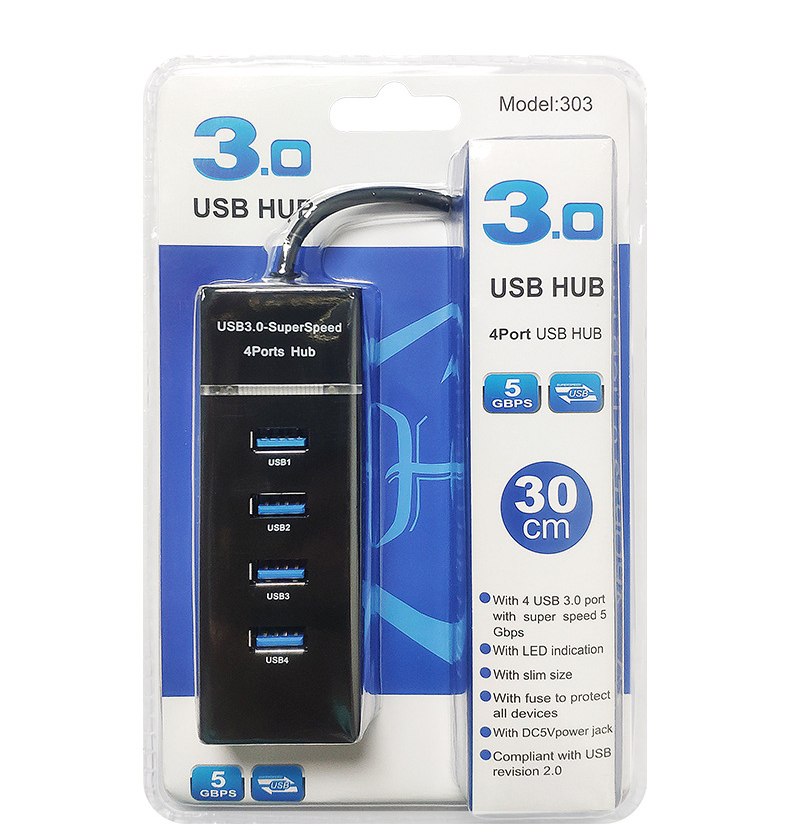 Model:303
3.0
USB HUB
3.0
USB HUB
4Port USB HUB
5
GBPS
SUPERSPEED
USB
30
cm
With 4 USB 3.0 port
with super speed 5
Gbps
With LED indication
With slim size
With fuse to protect
all devices
With DC5Vpower jack
Compliant with USB
revision 2.0
USB3.0-SuperSpeed
4Ports Hub
USB1
USB2
USB3
USB4
5
GBPS
USB